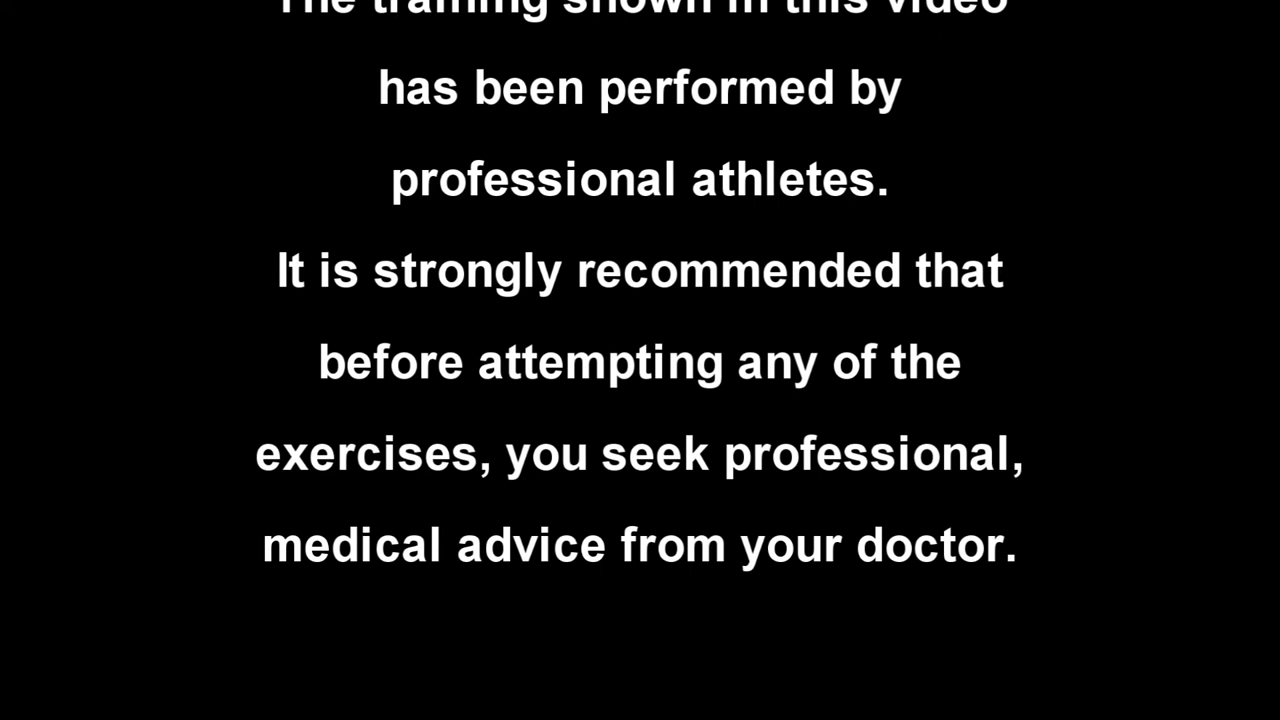 The training shown in this video
has been performed by
professional athletes.
It is strongly recommended that
before attempting any of the
exercises, you seek professional,
medical advice from your doctor.